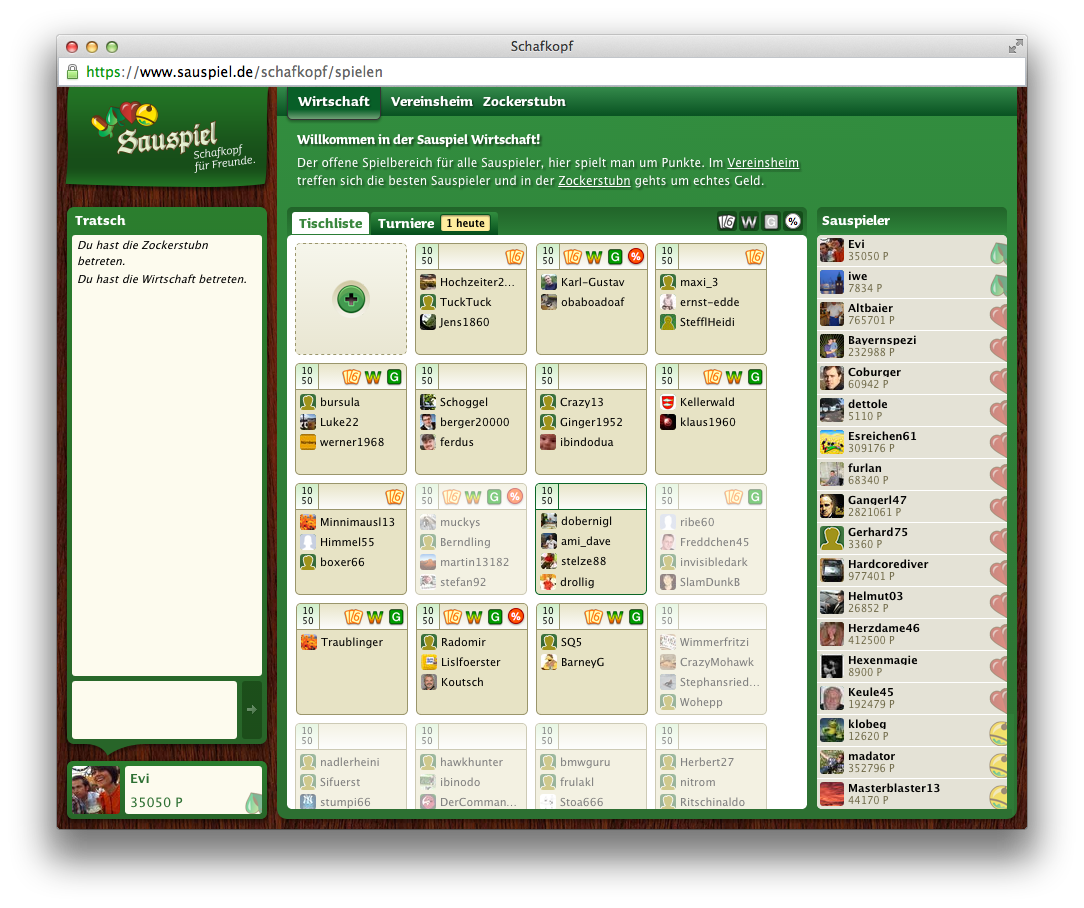 Schafkopf
https://www.sauspiel.de/schafkopf/spielen
Sauspiel
Schafkopf
für Freunde.
Wirtschaft Vereinsheim Zockerstubn
Willkommen in der Sauspiel Wirtschaft!
Der offene Spielbereich für alle Sauspieler, hier spielt man um Punkte. Im Vereinsheim
treffen sich die besten Sauspieler und in der Zockerstubn gehts um echtes Geld.
Tratsch
Du hast die Zockerstubn
betreten.
Du hast die Wirtschaft betreten.
Evi
35050 P
Tischliste Turniere 1 heute W G %
10
50
Hochzeiter2...
TuckTuck
Jens1860
10
50 W G %
Karl-Gustav
obaboadoaf
10
50
maxi_3
ernst-edde
StefflHeidi
10
50 W G
bursula
Luke22
werner1968
10
50
Schoggel
berger20000
ferdus
10
50
Crazy13
Ginger1952
ibindodua
10
50 W G
Kellerwald
klaus1960
10
50
Minnimausl13
Himmel55
boxer66
10
50 W G %
muckys
Berndling
martin13182
stefan92
10
50
dobernigl
ami_dave
stelze88
drollig
10
50 G
ribe60
Freddchen45
invisibledark
SlamDunkB
10
50 W G
Traublinger
10
50 W G %
Radomir
Lislfoerster
Koutsch
10
50 W G
SQ5
BarneyG
10
50
Wimmerfritzi
CrazyMohawk
Stephansried...
Wohepp
10
50
nadlerheini
Sifuerst
stumpi66
10
50
hawkhunter
ibinodo
DerComman...
10
50
bmwguru
frulakl
Stoa666
10
50
Herbert27
nitrom
Ritschinaldo
Sauspieler
Evi
35050 P
iwe
7834 P
Altbaier
765701 P
Bayernspezi
232988 P
Coburger
60942 P
dettole
5110 P
Esreichen61
309176 P
furlan
68340 P
Gangerl47
2821061 P
Gerhard75
3360 P
Hardcorediver
977401 P
Helmut03
26852 P
Herzdame46
412500 P
Hexenmagie
8900 P
Keule45
192479 P
klobeg
12620 P
madator
352796 P
Masterblaster13
44170 P